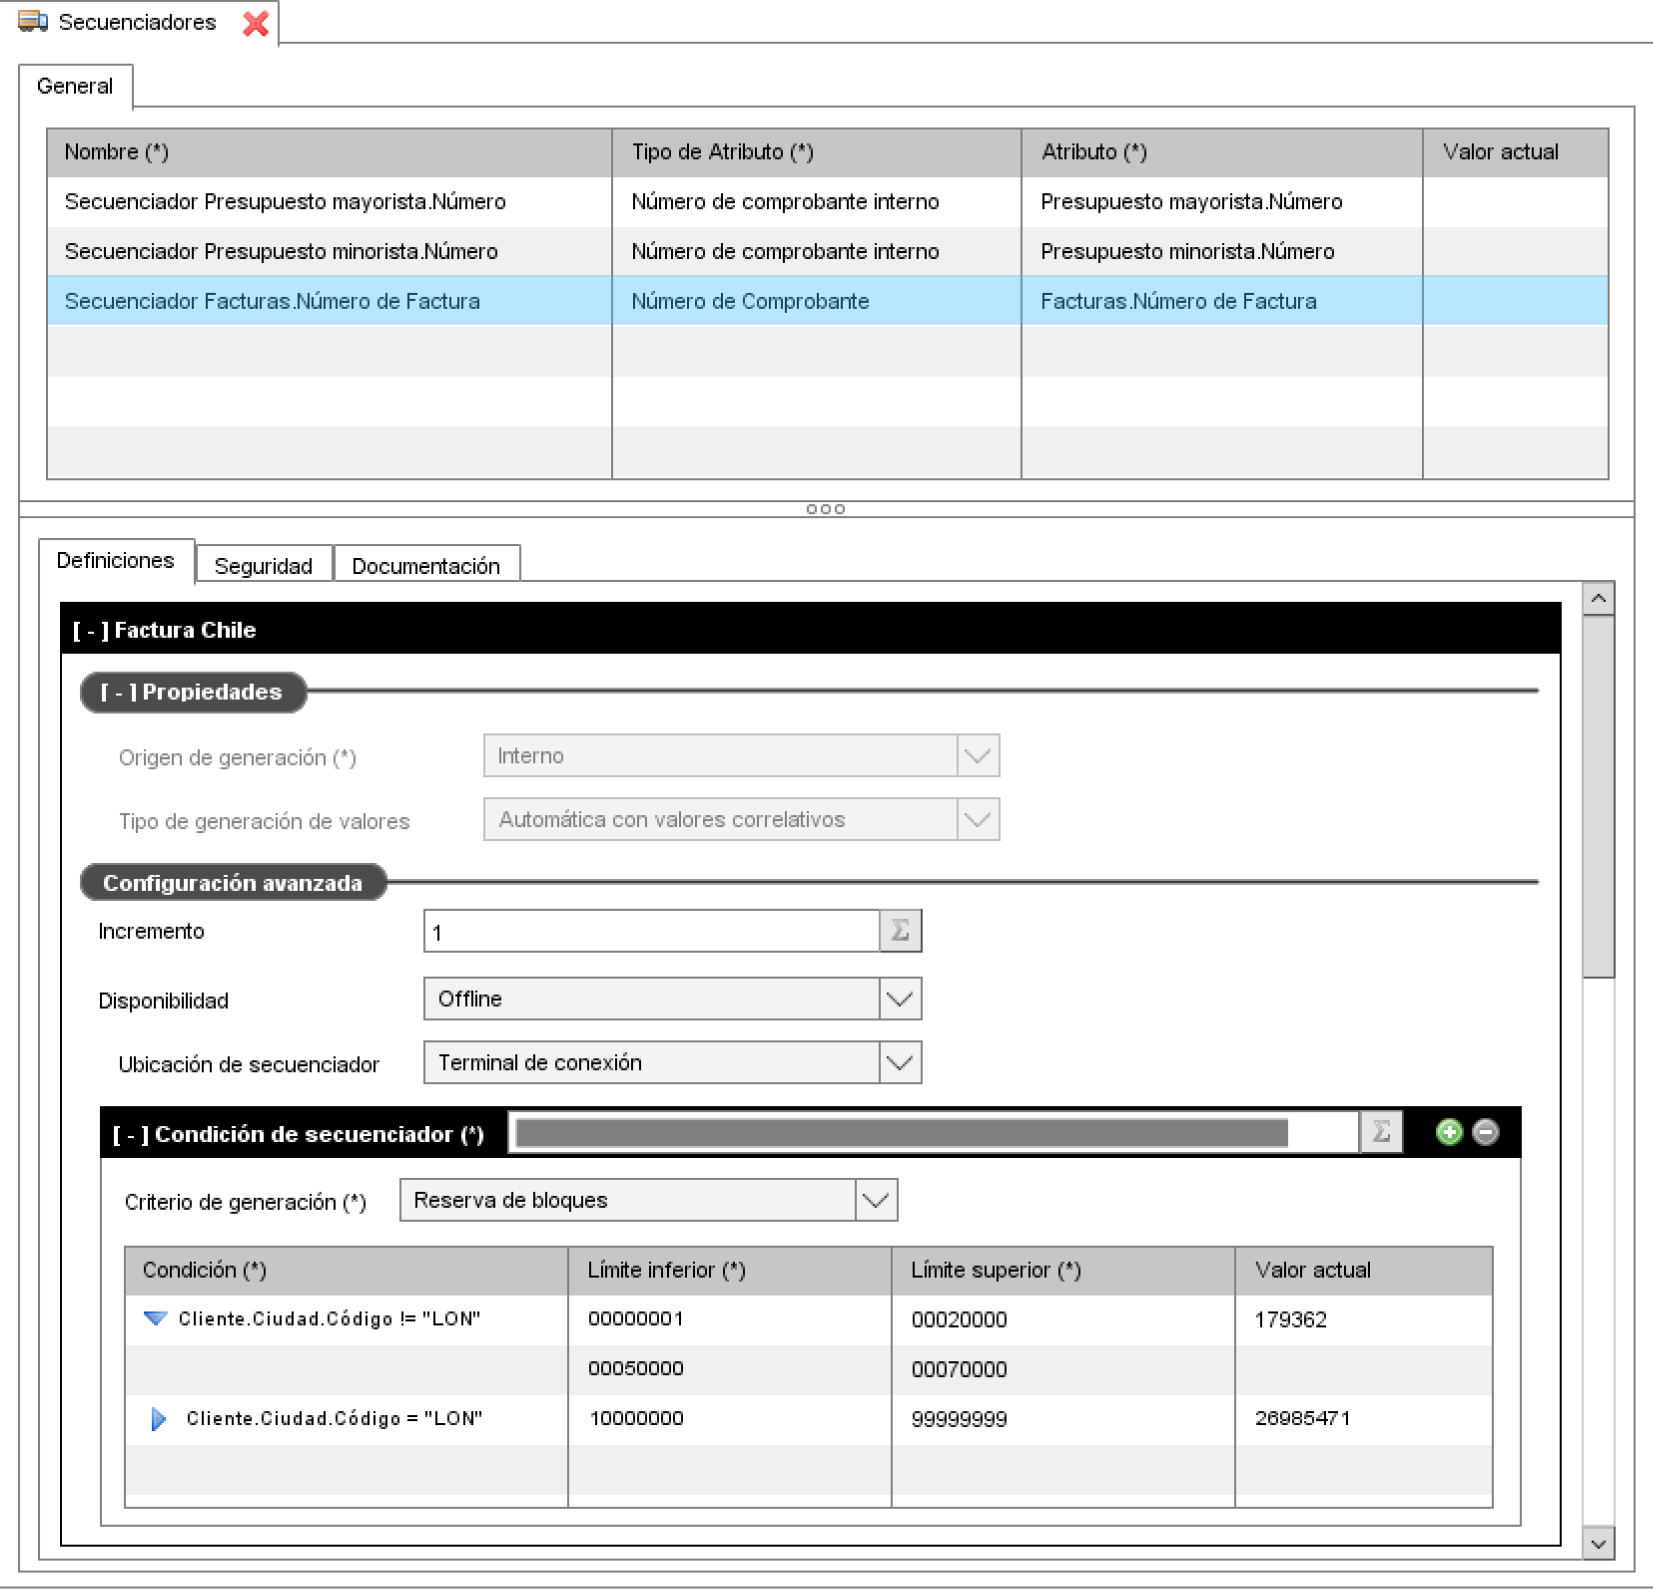 Secuenciadores
General
Nombre (*) Tipo de Atributo (*) Atributo (*) Valor actual
Secuenciador Presupuesto mayorista.Número Número de comprobante interno Presupuesto mayorista.Número
Secuenciador Presupuesto minorista.Número Número de comprobante interno Presupuesto minorista.Número
Secuenciador Facturas.Número de Factura Número de Comprobante Facturas.Número de Factura
Definiciones Seguridad Documentación
[ - ] Factura Chile
[ - ] Propiedades
Origen de generación (*) Interno
Tipo de generación de valores Automática con valores correlativos
Configuración avanzada
Incremento 1 Σ
Disponibilidad Offline
Ubicación de secuenciador Terminal de conexión
[ - ] Condición de secuenciador (*) Σ
Criterio de generación (*) Reserva de bloques
Condición (*) Límite inferior (*) Límite superior (*) Valor actual
Cliente.Ciudad.Código != "LON" 00000001 00020000 179362
00050000 00070000
Cliente.Ciudad.Código = "LON" 10000000 99999999 26985471